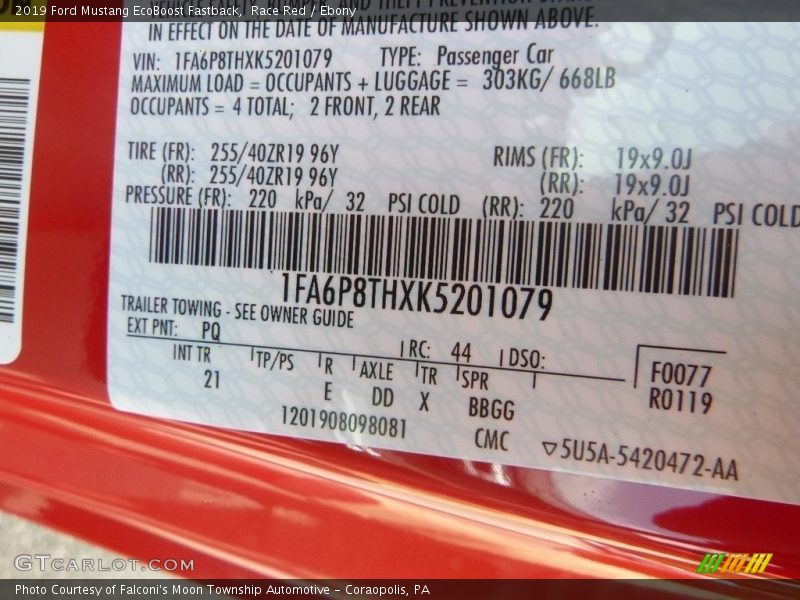 2019 Ford Mustang EcoBoost Fastback, Race Red / Ebony
IN EFFECT ON THE DATE OF MANUFACTURE SHOWN ABOVE.
VIN: 1FA6P8THXK5201079 TYPE: Passenger Car
MAXIMUM LOAD = OCCUPANTS + LUGGAGE = 303KG/ 668LB
OCCUPANTS = 4 TOTAL; 2 FRONT, 2 REAR
TIRE (FR): 255/40ZR19 96Y RIMS (FR): 19x9.0J
(RR): 255/40ZR19 96Y (RR): 19x9.0J
PRESSURE (FR): 220 kPa/ 32 PSI COLD (RR): 220 kPa/ 32 PSI COLD
1FA6P8THXK5201079
TRAILER TOWING - SEE OWNER GUIDE
EXT PNT: PQ RC: 44 DSO: F0077
INT TR TP/PS R AXLE TR SPR R0119
21 E DD X BBGG
1201908098081 CMC ▽5U5A-5420472-AA
GTCARLOT.COM
Photo Courtesy of Falconi's Moon Township Automotive - Coraopolis, PA